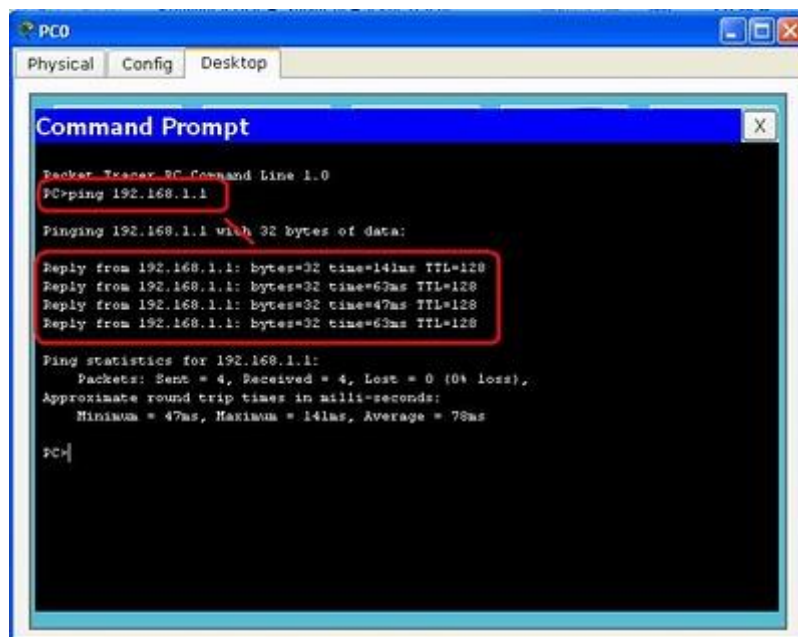 PC0
Physical Config Desktop
Command Prompt
X
Packet Tracer PC Command Line 1.0
PC>ping 192.168.1.1
Pinging 192.168.1.1 with 32 bytes of data:
Reply from 192.168.1.1: bytes=32 time=141ms TTL=128
Reply from 192.168.1.1: bytes=32 time=63ms TTL=128
Reply from 192.168.1.1: bytes=32 time=47ms TTL=128
Reply from 192.168.1.1: bytes=32 time=63ms TTL=128
Ping statistics for 192.168.1.1:
Packets: Sent = 4, Received = 4, Lost = 0 (0% loss),
Approximate round trip times in milli-seconds:
Minimum = 47ms, Maximum = 141ms, Average = 78ms
PC>